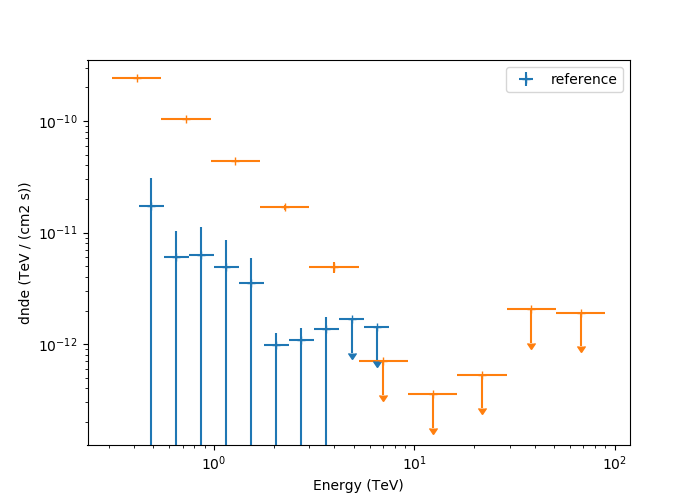 reference
dnde (TeV / (cm2 s))
10⁻¹⁰
10⁻¹¹
10⁻¹²
10⁰ 10¹ 10²
Energy (TeV)